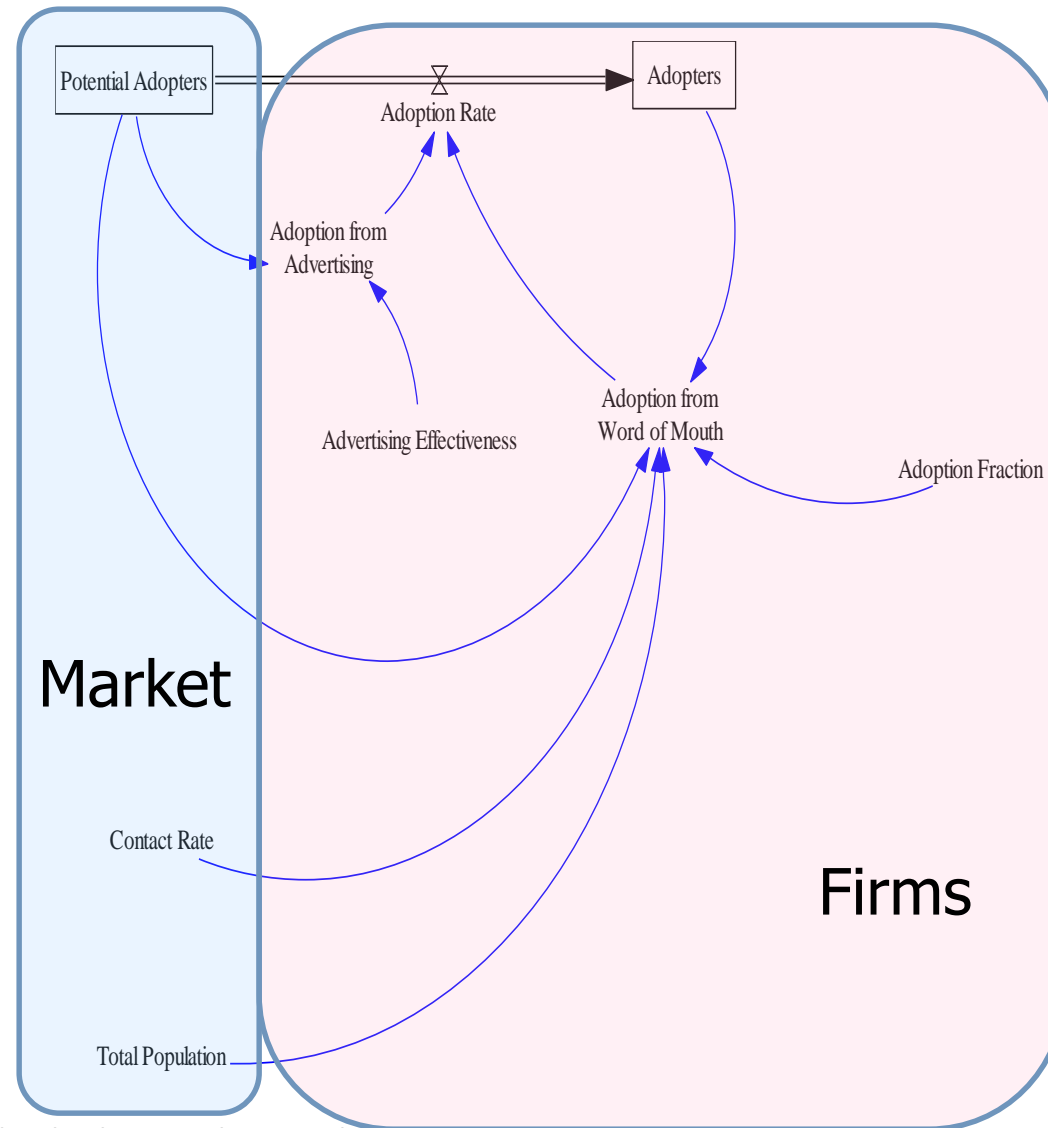 Potential Adopters
Adopters
Adoption Rate
Adoption from
Advertising
Advertising Effectiveness
Adoption from
Word of Mouth
Adoption Fraction
Market
Contact Rate
Firms
Total Population